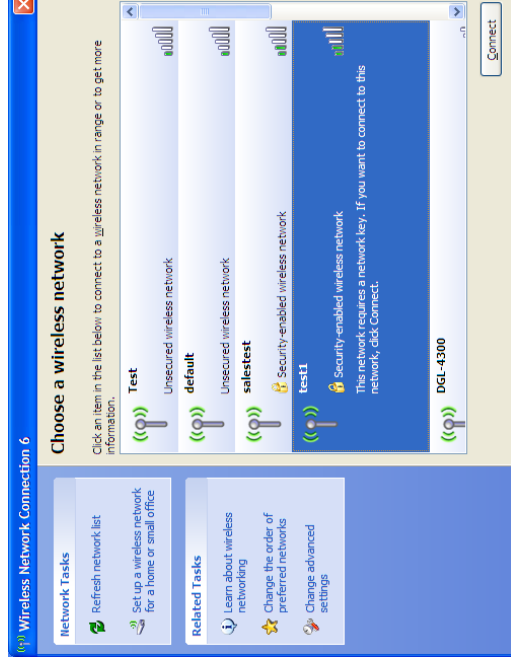 Wireless Network Connection 6
Network Tasks
Refresh network list
Set up a wireless network
for a home or small office
Related Tasks
Learn about wireless
networking
Change the order of
preferred networks
Change advanced
settings
Choose a wireless network
Click an item in the list below to connect to a wireless network in range or to get more
information.
Test
Unsecured wireless network
default
Unsecured wireless network
salestest
Security-enabled wireless network
test1
Security-enabled wireless network
This network requires a network key. If you want to connect to this
network, click Connect.
DGL-4300
Connect